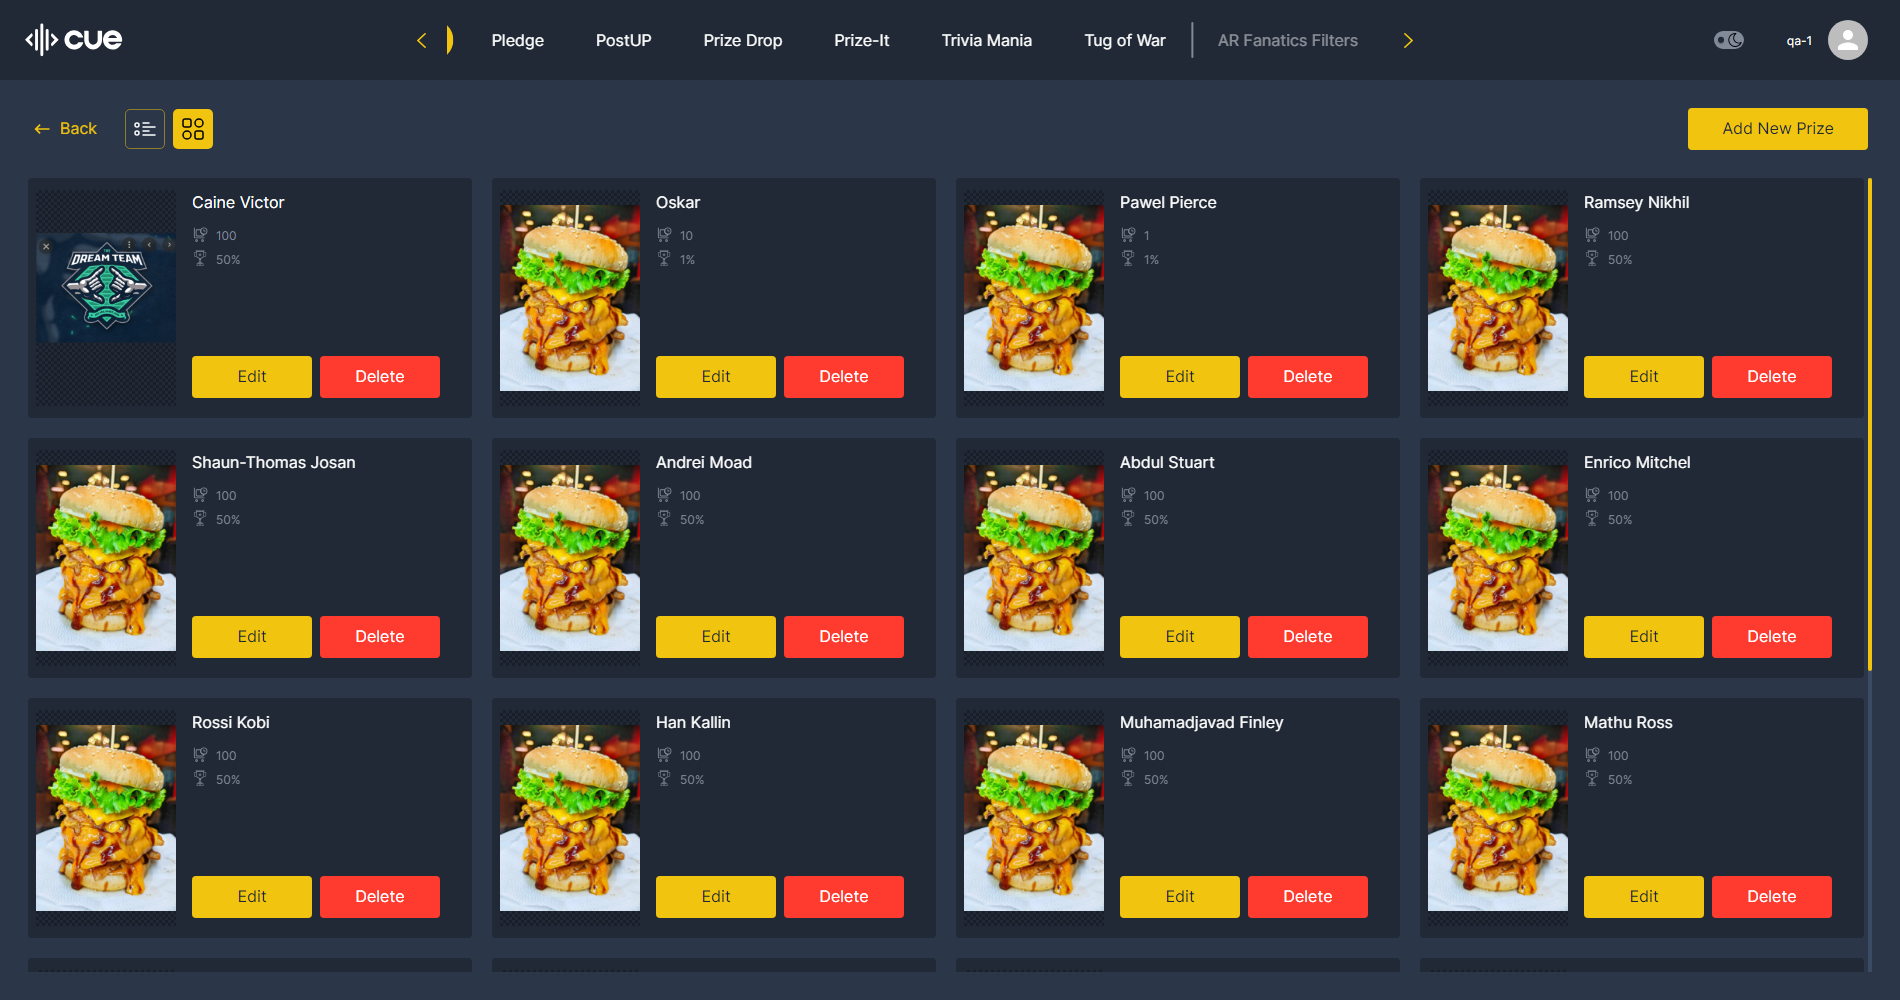 cue
Pledge
PostUP
Prize Drop
Prize-It
Trivia Mania
Tug of War
AR Fanatics Filters
qa-1
Back
Add New Prize
Caine Victor
100
50%
THE
DREAM TEAM
Edit
Delete
Oskar
10
1%
Edit
Delete
Pawel Pierce
1
1%
Edit
Delete
Ramsey Nikhil
100
50%
Edit
Delete
Shaun-Thomas Josan
100
50%
Edit
Delete
Andrei Moad
100
50%
Edit
Delete
Abdul Stuart
100
50%
Edit
Delete
Enrico Mitchel
100
50%
Edit
Delete
Rossi Kobi
100
50%
Edit
Delete
Han Kallin
100
50%
Edit
Delete
Muhamadjavad Finley
100
50%
Edit
Delete
Mathu Ross
100
50%
Edit
Delete